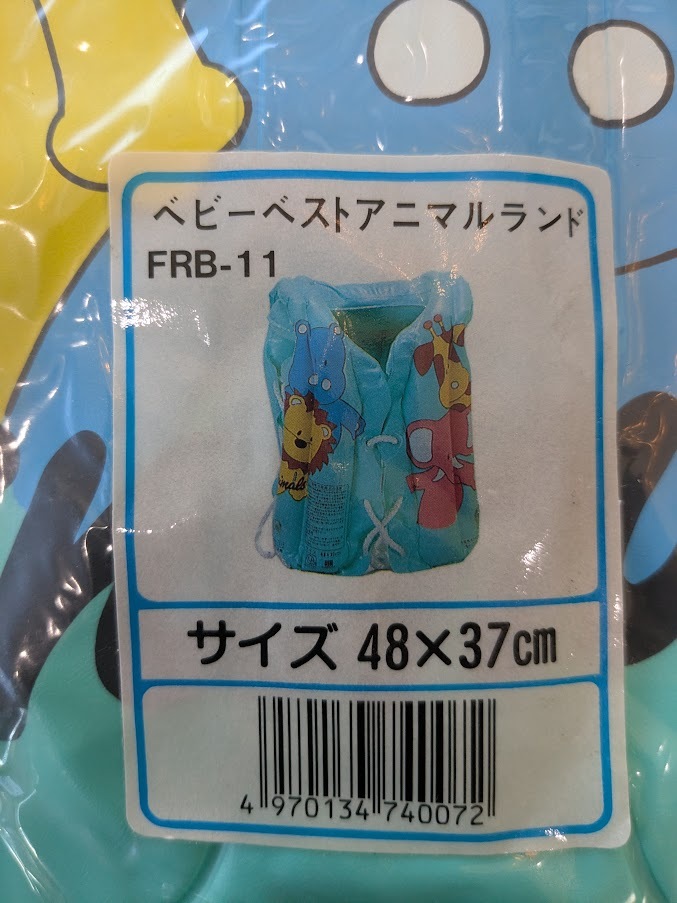 ベビーベストアニマルランド
FRB-11
サイズ 48×37cm
4 970134 740072